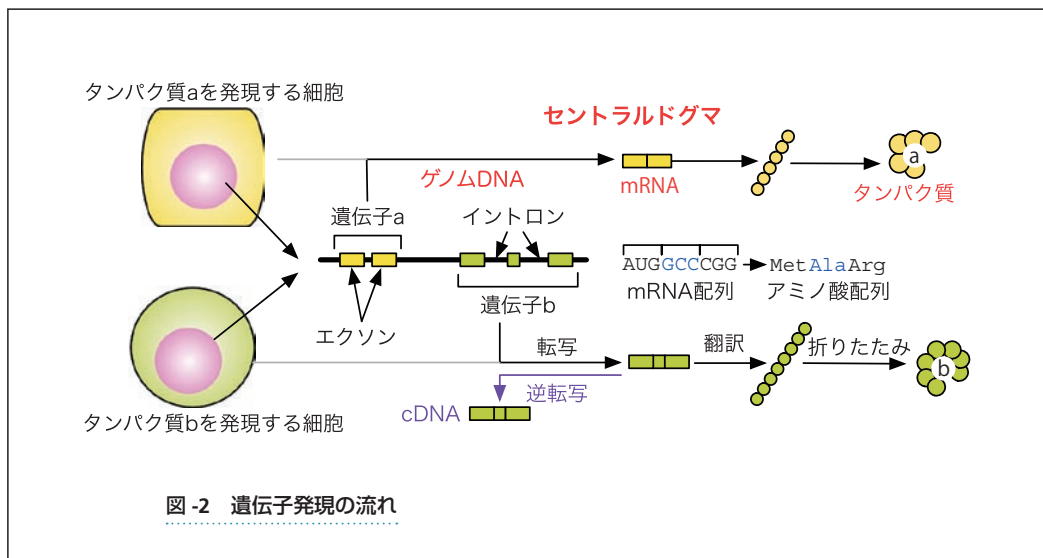 タンパク質aを発現する細胞
セントラルドグマ
ゲノムDNA
mRNA
a
タンパク質
遺伝子a
イントロン
AUGGCCCGG
MetAlaArg
mRNA配列
アミノ酸配列
エクソン
遺伝子b
転写
翻訳
折りたたみ
b
逆転写
cDNA
タンパク質bを発現する細胞
図 -2 遺伝子発現の流れ